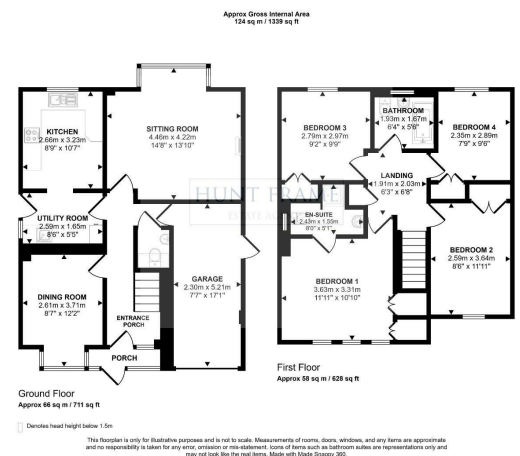 Approx Gross Internal Area
124 sq m / 1339 sq ft
KITCHEN
2.66m x 3.23m
8'9" x 10'7"
SITTING ROOM
4.46m x 4.22m
14'8" x 13'10"
UTILITY ROOM
2.59m x 1.65m
8'6" x 5'5"
DINING ROOM
2.61m x 3.71m
8'7" x 12'2"
GARAGE
2.30m x 5.21m
7'7" x 17'1"
ENTRANCE
PORCH
PORCH
Ground Floor
Approx 66 sq m / 711 sq ft
BEDROOM 3
2.79m x 2.97m
9'2" x 9'9"
BATHROOM
1.93m x 1.67m
6'4" x 5'6"
BEDROOM 4
2.35m x 2.89m
7'9" x 9'6"
LANDING
1.91m x 2.03m
6'3" x 6'8"
EN-SUITE
2.43m x 1.55m
8'0" x 5'1"
BEDROOM 1
3.63m x 3.31m
11'11" x 10'10"
BEDROOM 2
2.59m x 3.64m
8'6" x 11'11"
First Floor
Approx 58 sq m / 628 sq ft
HUNT FRAME
ESTATE
Denotes head height below 1.5m
This floorplan is only for illustrative purposes and is not to scale. Measurements of rooms, doors, windows, and any items are approximate
and no responsibility is taken for any error, omission or mis-statement. Icons of items such as bathroom suites are representations only and
may not look like the real items. Made with Made Snappy 360.